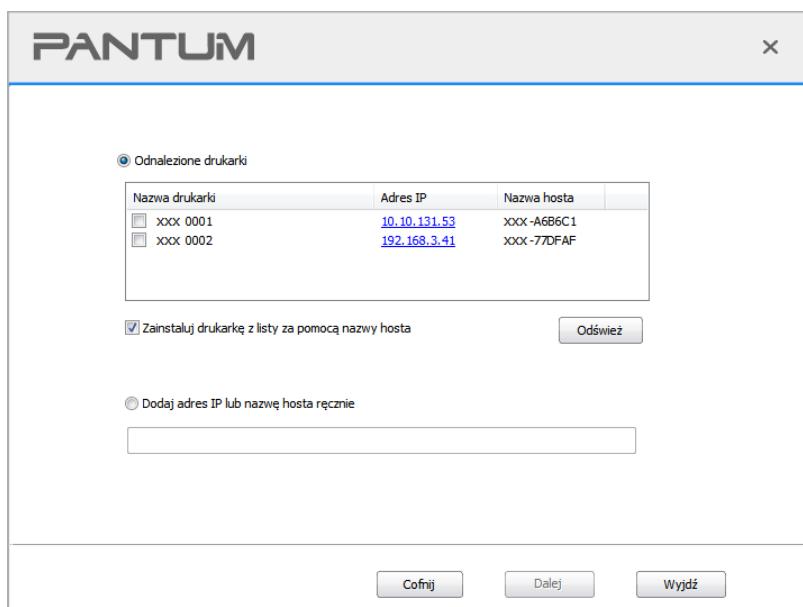 PANTUM
Odnalezione drukarki
Nazwa drukarki Adres IP Nazwa hosta
xxx 0001 10.10.131.53 xxx-A6B6C1
xxx 0002 192.168.3.41 xxx-77DFAF
Zainstaluj drukarkę z listy za pomocą nazwy hosta Odśwież
Dodaj adres IP lub nazwę hosta ręcznie
Cofnij Dalej Wyjdź